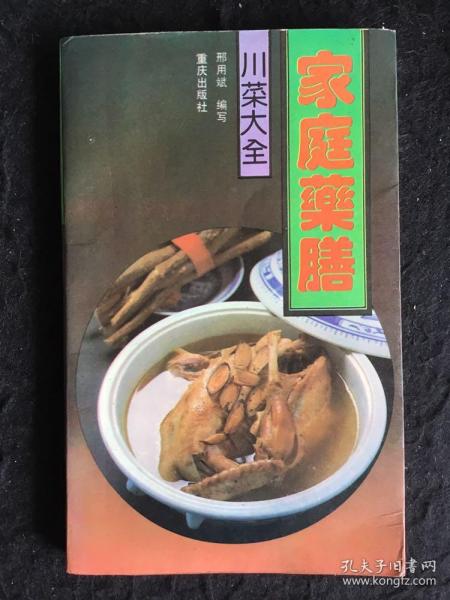 家庭藥膳
川菜大全
邢用斌 编写
重庆出版社
孔夫子旧书网
www.kongfz.com